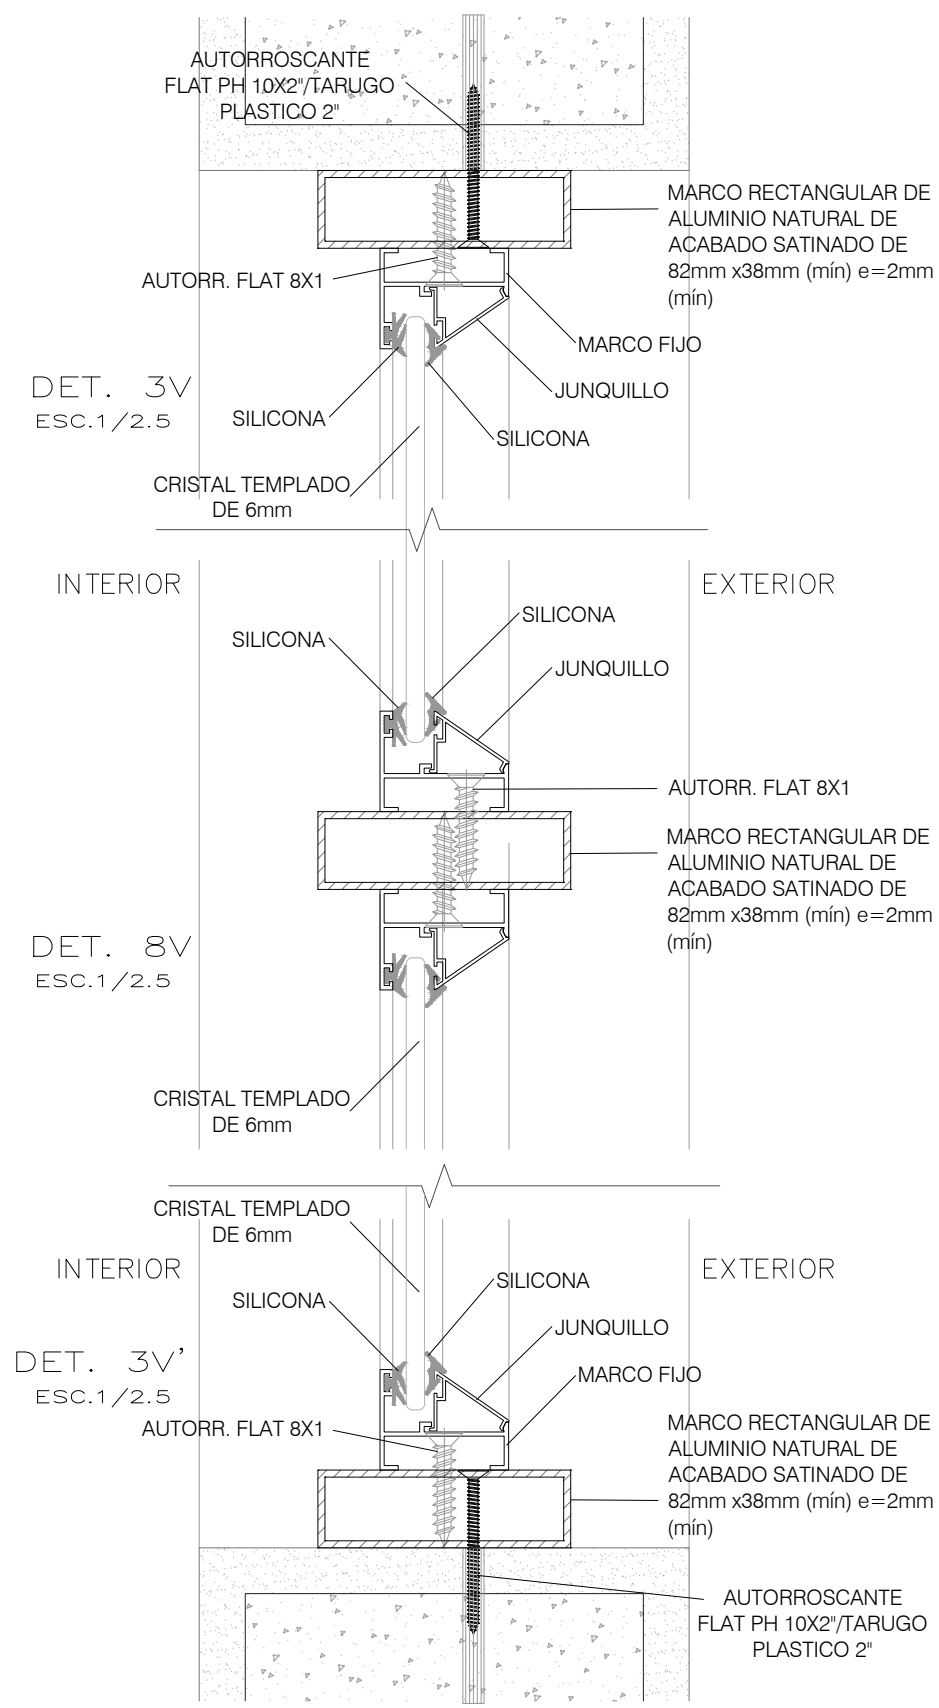 AUTORROSCANTE
FLAT PH 10X2"/TARUGO
PLASTICO 2"
MARCO RECTANGULAR DE
ALUMINIO NATURAL DE
ACABADO SATINADO DE
82mm x38mm (mín) e=2mm
(mín)
AUTORR. FLAT 8X1
MARCO FIJO
JUNQUILLO
DET. 3V
ESC.1/2.5
SILICONA
SILICONA
CRISTAL TEMPLADO
DE 6mm
INTERIOR
EXTERIOR
SILICONA
SILICONA
JUNQUILLO
AUTORR. FLAT 8X1
MARCO RECTANGULAR DE
ALUMINIO NATURAL DE
ACABADO SATINADO DE
82mm x38mm (mín) e=2mm
(mín)
DET. 8V
ESC.1/2.5
CRISTAL TEMPLADO
DE 6mm
CRISTAL TEMPLADO
DE 6mm
INTERIOR
EXTERIOR
SILICONA
SILICONA
JUNQUILLO
DET. 3V'
ESC.1/2.5
MARCO FIJO
AUTORR. FLAT 8X1
MARCO RECTANGULAR DE
ALUMINIO NATURAL DE
ACABADO SATINADO DE
82mm x38mm (mín) e=2mm
(mín)
AUTORROSCANTE
FLAT PH 10X2"/TARUGO
PLASTICO 2"